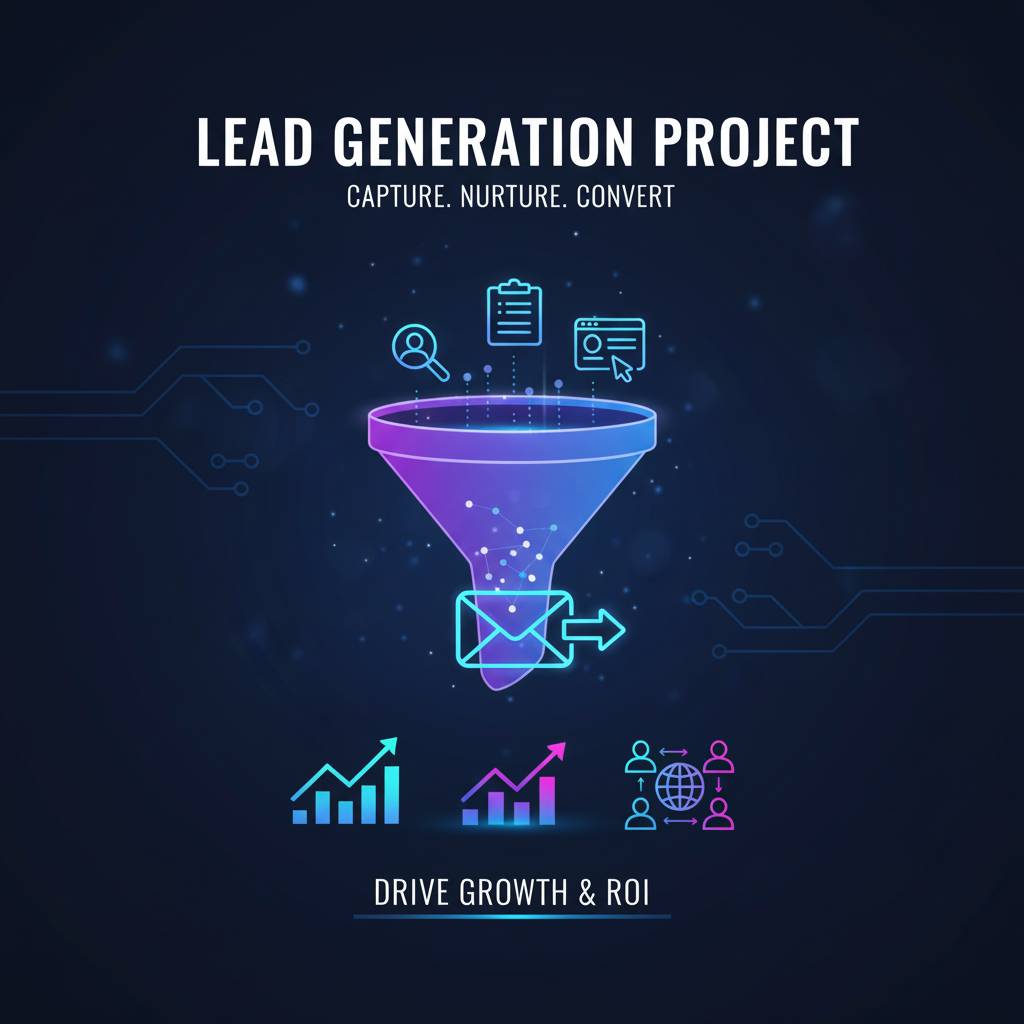 LEAD GENERATION PROJECT
CAPTURE. NURTURE. CONVERT
DRIVE GROWTH & ROI